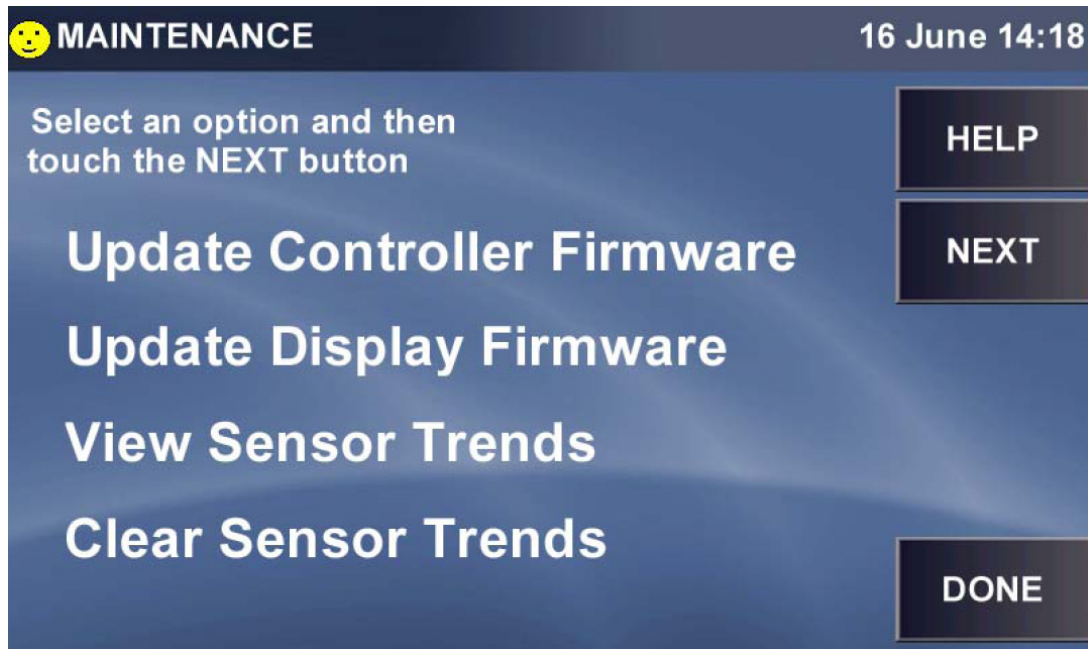 MAINTENANCE
16 June 14:18
Select an option and then
touch the NEXT button
HELP
NEXT
Update Controller Firmware
Update Display Firmware
View Sensor Trends
Clear Sensor Trends
DONE